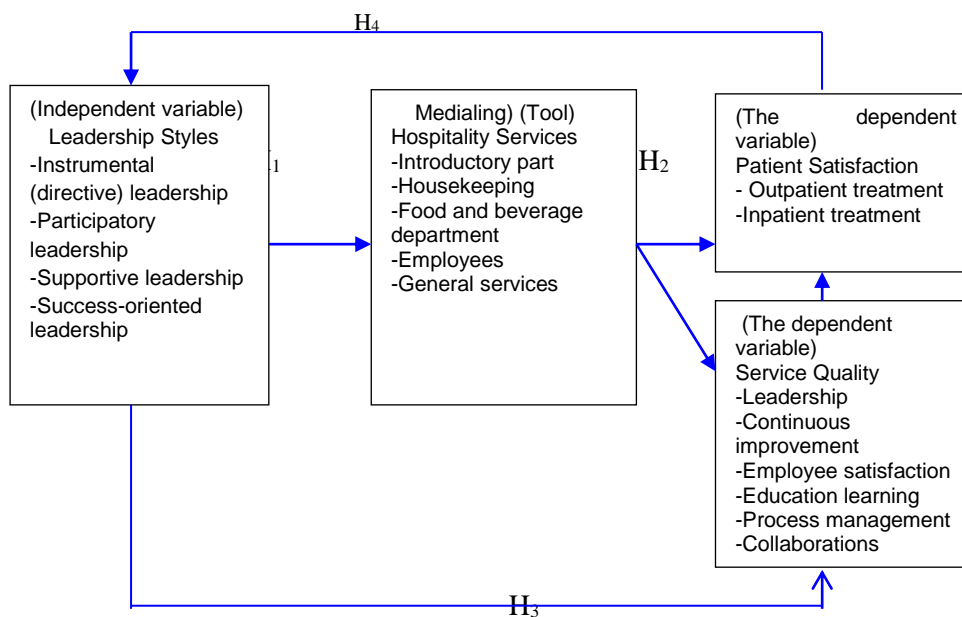 H4
(Independent variable)
Leadership Styles
-Instrumental
(directive) leadership
-Participatory
leadership
-Supportive leadership
-Success-oriented
leadership
1
Medialing) (Tool)
Hospitality Services
-Introductory part
-Housekeeping
-Food and beverage
department
-Employees
-General services
H2
(The dependent
variable)
Patient Satisfaction
- Outpatient treatment
-Inpatient treatment
(The dependent
variable)
Service Quality
-Leadership
-Continuous
improvement
-Employee satisfaction
-Education learning
-Process management
-Collaborations
H3